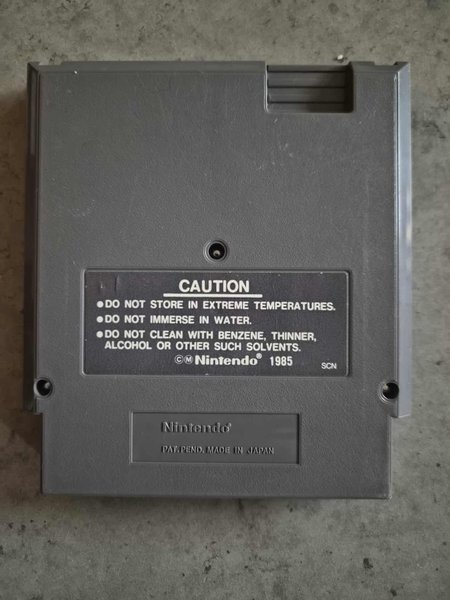 CAUTION
●DO NOT STORE IN EXTREME TEMPERATURES.
●DO NOT IMMERSE IN WATER.
●DO NOT CLEAN WITH BENZENE, THINNER,
ALCOHOL OR OTHER SUCH SOLVENTS.
©Ⓜ Nintendo® 1985 SCN
Nintendo®
PAT. PEND. MADE IN JAPAN